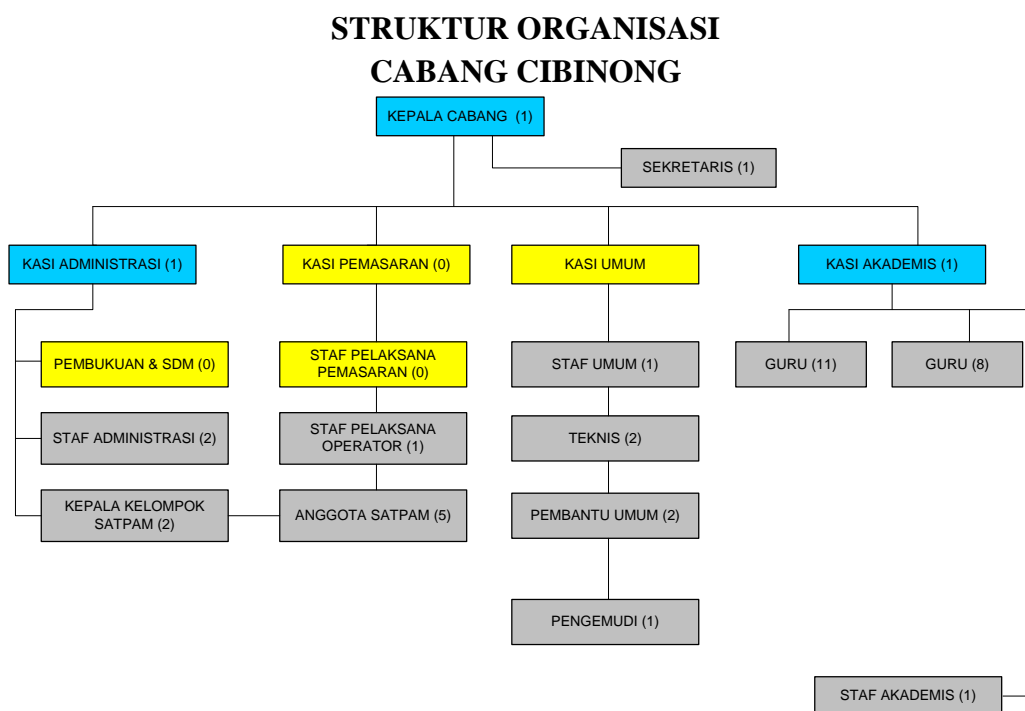 STRUKTUR ORGANISASI
CABANG CIBINONG
KEPALA CABANG (1)
SEKRETARIS (1)
KASI ADMINISTRASI (1)
KASI PEMASARAN (0)
KASI UMUM
KASI AKADEMIS (1)
PEMBUKUAN & SDM (0)
STAF PELAKSANA
PEMASARAN (0)
STAF UMUM (1)
GURU (11)
GURU (8)
STAF ADMINISTRASI (2)
STAF PELAKSANA
OPERATOR (1)
TEKNIS (2)
KEPALA KELOMPOK
SATPAM (2)
ANGGOTA SATPAM (5)
PEMBANTU UMUM (2)
PENGEMUDI (1)
STAF AKADEMIS (1)